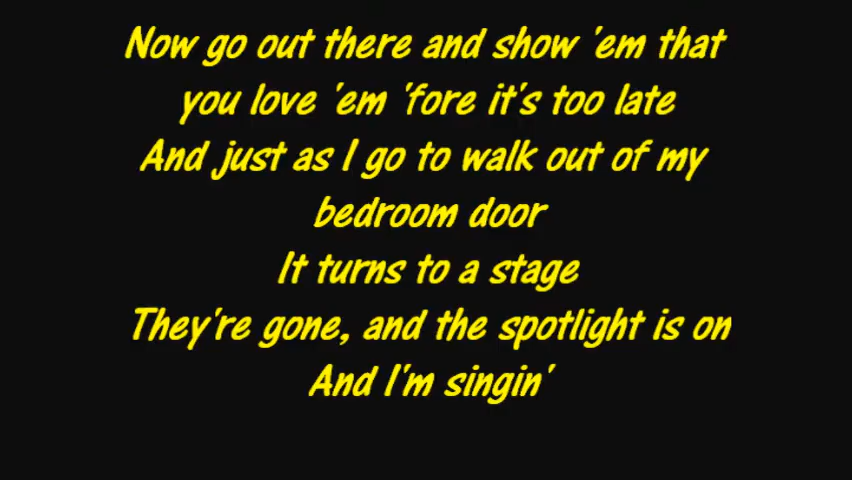 Now go out there and show 'em that
you love 'em 'fore it's too late
And just as I go to walk out of my
bedroom door
It turns to a stage
They're gone, and the spotlight is on
And I'm singin'